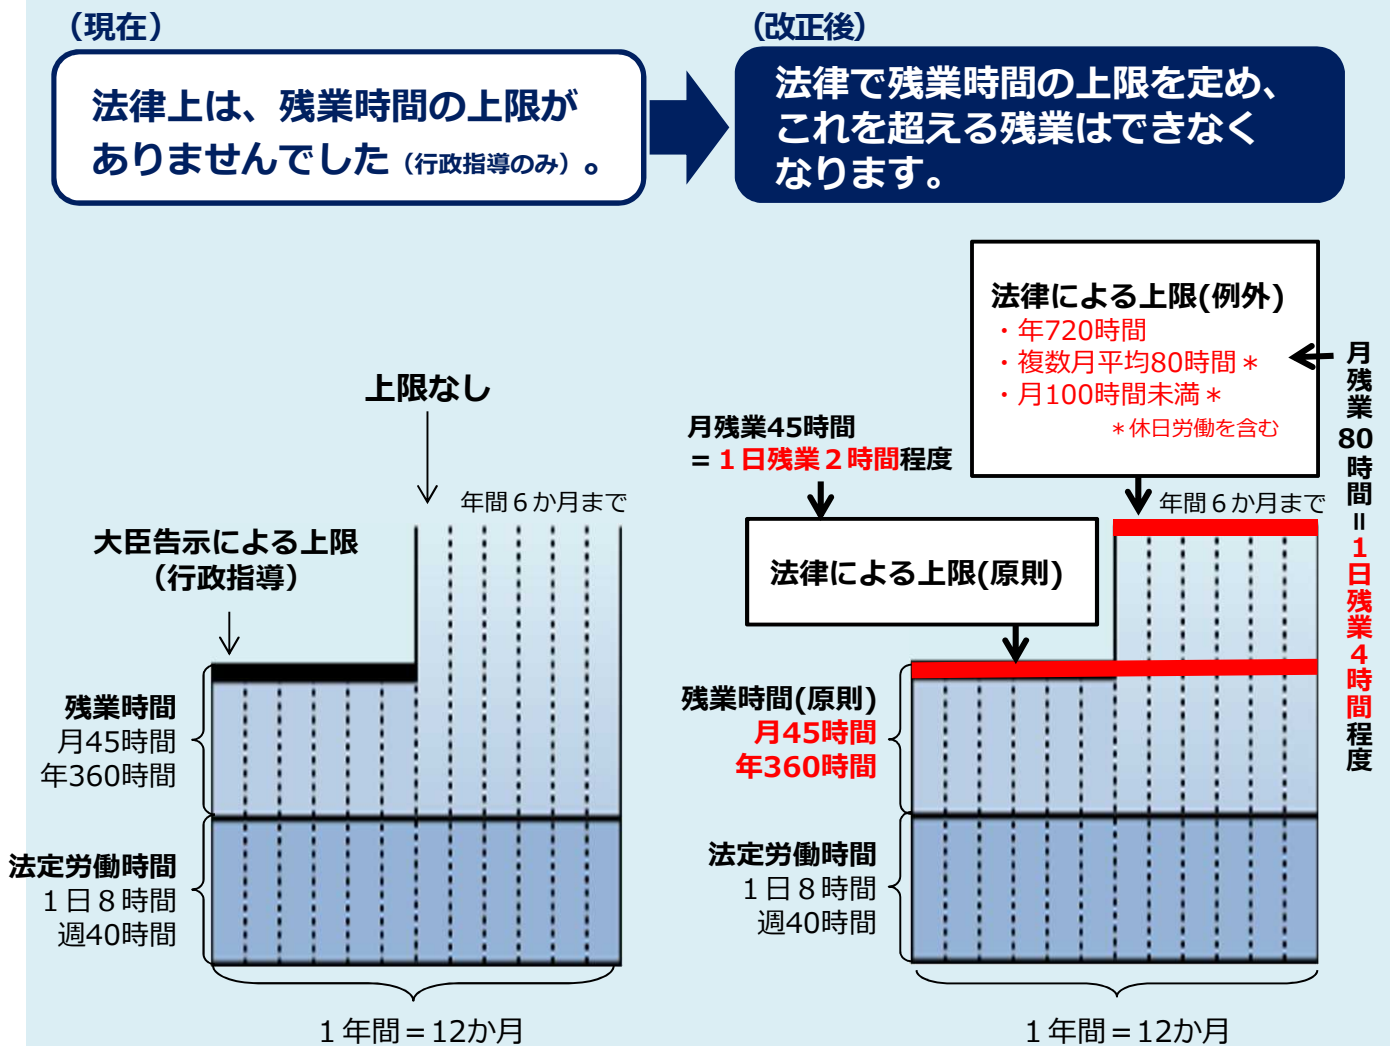 （現在）
法律上は、残業時間の上限が
ありませんでした（行政指導のみ）。
（改正後）
法律で残業時間の上限を定め、
これを超える残業はできなく
なります。
上限なし
年間６か月まで
大臣告示による上限
（行政指導）
残業時間
月45時間
年360時間
法定労働時間
１日８時間
週40時間
１年間＝12か月
法律による上限(例外)
・年720時間
・複数月平均80時間＊
・月100時間未満＊
＊休日労働を含む
月残業80時間＝１日残業４時間程度
月残業45時間
＝１日残業２時間程度
年間６か月まで
法律による上限(原則)
残業時間(原則)
月45時間
年360時間
法定労働時間
１日８時間
週40時間
１年間＝12か月